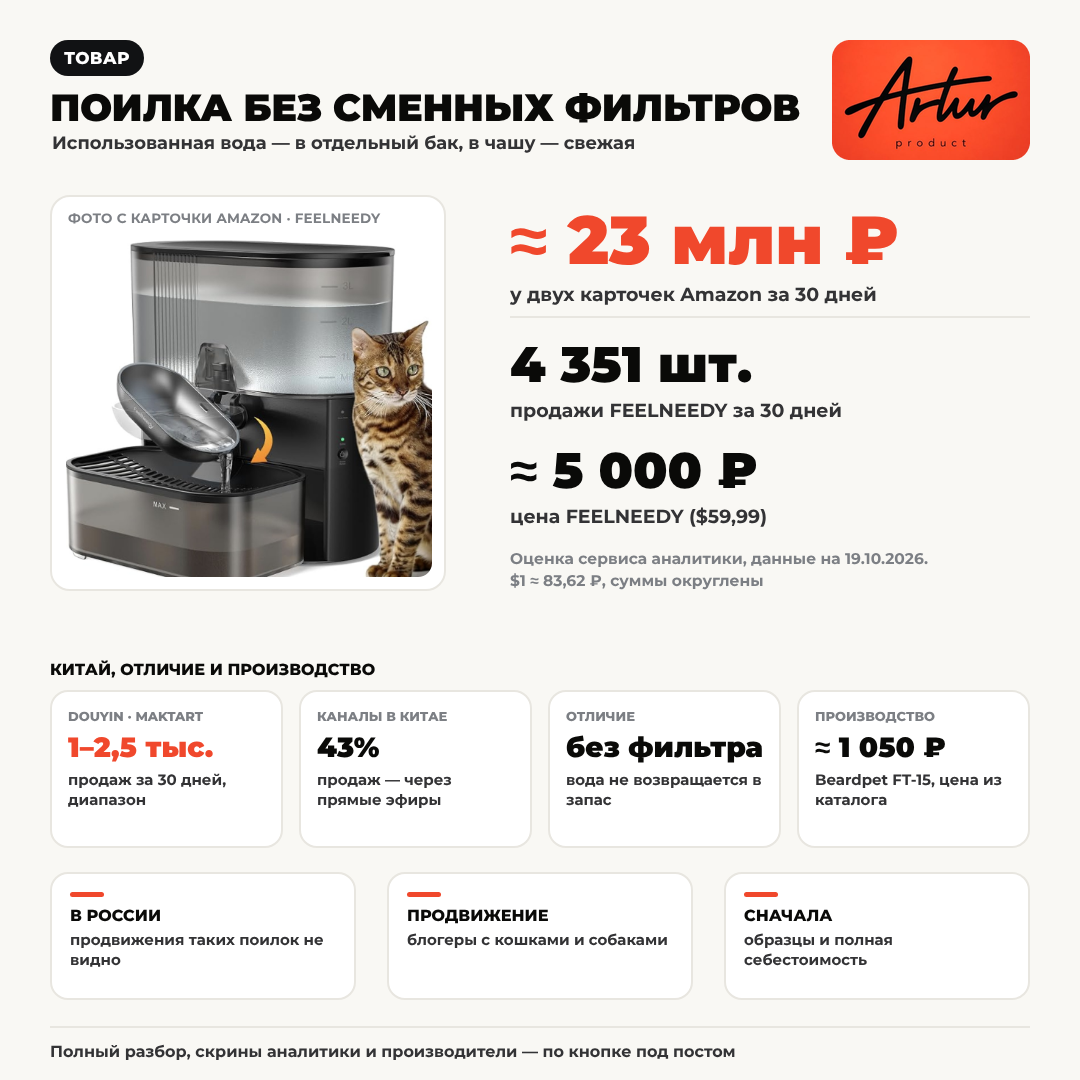 ТОВАР
ПОИЛКА БЕЗ СМЕННЫХ ФИЛЬТРОВ
Использованная вода — в отдельный бак, в чашу — свежая
Artur
product
ФОТО С КАРТОЧКИ AMAZON · FEELNEEDY
≈ 23 млн ₽
у двух карточек Amazon за 30 дней
4 351 шт.
продажи FEELNEEDY за 30 дней
≈ 5 000 ₽
цена FEELNEEDY ($59,99)
Оценка сервиса аналитики, данные на 19.10.2026.
$1 ≈ 83,62 ₽, суммы округлены
КИТАЙ, ОТЛИЧИЕ И ПРОИЗВОДСТВО
DOUYIN · MAKTART
1–2,5 тыс.
продаж за 30 дней,
диапазон
КАНАЛЫ В КИТАЕ
43%
продаж — через
прямые эфиры
ОТЛИЧИЕ
без фильтра
вода не возвращается в
запас
ПРОИЗВОДСТВО
≈ 1 050 ₽
Beardpet FT-15, цена из
каталога
В РОССИИ
продвижения таких поилок не
видно
ПРОДВИЖЕНИЕ
блогеры с кошками и собаками
СНАЧАЛА
образцы и полная
себестоимость
Полный разбор, скрины аналитики и производители — по кнопке под постом